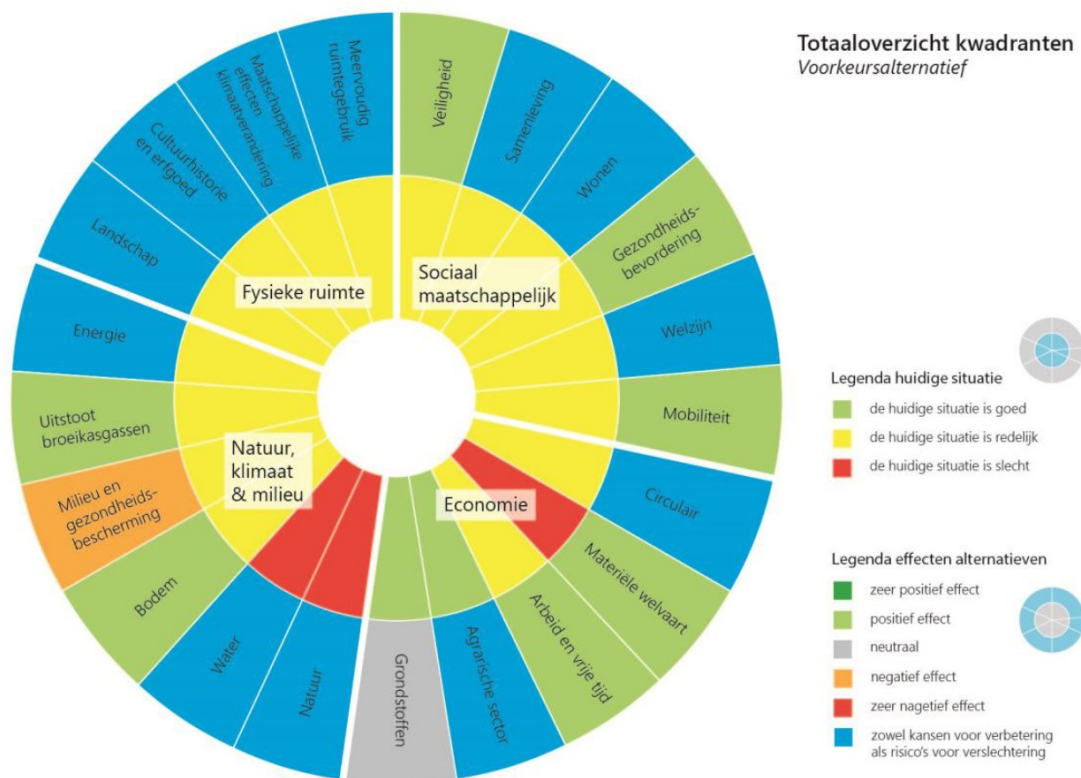 Totaaloverzicht kwadranten
Voorkeursalternatief
Veiligheid
Samenleving
Wonen
Gezondheids-
bevordering
Welzijn
Mobiliteit
Circulair
Materiële welvaart
Arbeid en vrije tijd
Agrarische sector
Grondstoffen
Natuur
Water
Bodem
Milieu en
gezondheids-
bescherming
Uitstoot
broeikasgassen
Energie
Landschap
Cultuurhistorie
en erfgoed
Maatschappelijke
effecten
klimaatverandering
Meervoudig
ruimtegebruik
Fysieke ruimte
Sociaal
maatschappelijk
Natuur,
klimaat
& milieu
Economie
Legenda huidige situatie
de huidige situatie is goed
de huidige situatie is redelijk
de huidige situatie is slecht
Legenda effecten alternatieven
zeer positief effect
positief effect
neutraal
negatief effect
zeer nagetief effect
zowel kansen voor verbetering
als risico's voor verslechtering